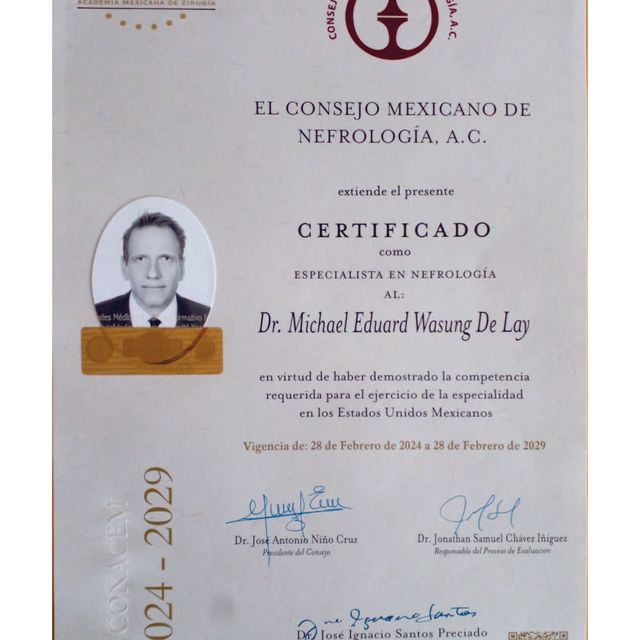 ACADEMIA MEXICANA DE CIRUGÍA
EL CONSEJO MEXICANO DE
NEFROLOGÍA, A.C.
extiende el presente
CERTIFICADO
como
ESPECIALISTA EN NEFROLOGÍA
AL:
Dr. Michael Eduard Wasung De Lay
en virtud de haber demostrado la competencia
requerida para el ejercicio de la especialidad
en los Estados Unidos Mexicanos
Vigencia de: 28 de Febrero de 2024 a 28 de Febrero de 2029
Dr. José Antonio Niño Cruz
Presidente del Consejo
Dr. Jonathan Samuel Chávez Iñiguez
Responsable del Proceso de Evaluación
Dr. José Ignacio Santos Preciado
CONACEM
024 - 2029